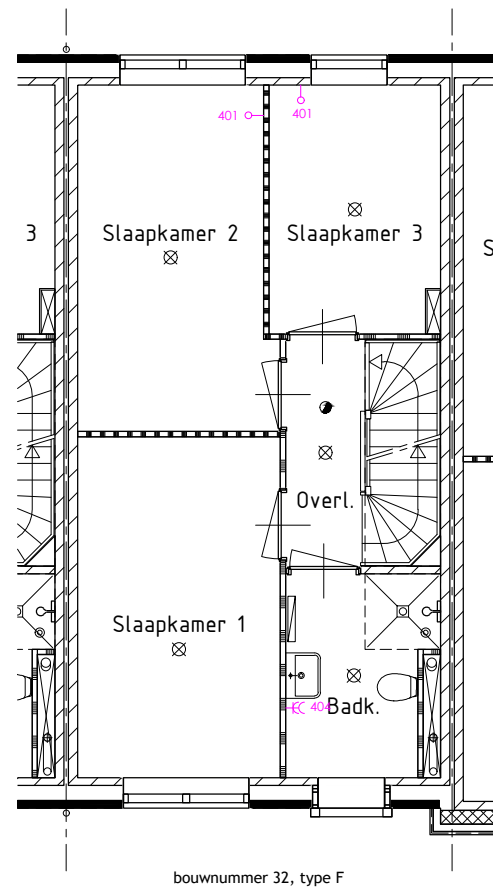 401
401
3
Slaapkamer 2
Slaapkamer 3
S
Overl.
Slaapkamer 1
404
Badk.
bouwnummer 32, type F